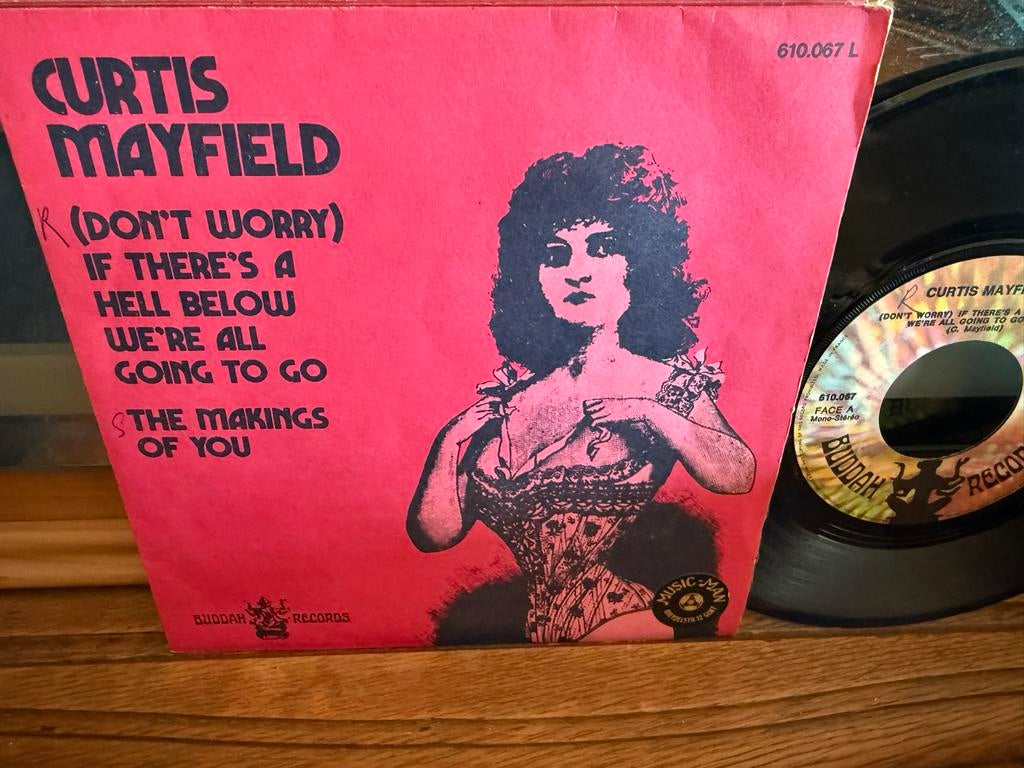 610.067 L
CURTIS
MAYFIELD
R (DON'T WORRY)
IF THERE'S A
HELL BELOW
WE'RE ALL
GOING TO GO
S THE MAKINGS
OF YOU
BUDDAH RECORDS
MUSIC-MAN
R CURTIS MAYFI
(DON'T WORRY) IF THERE'S A
WE'RE ALL GOING TO GO
(C. Mayfield)
610.067
FACE A
Mono-Stéréo
BUDDAH RECOR